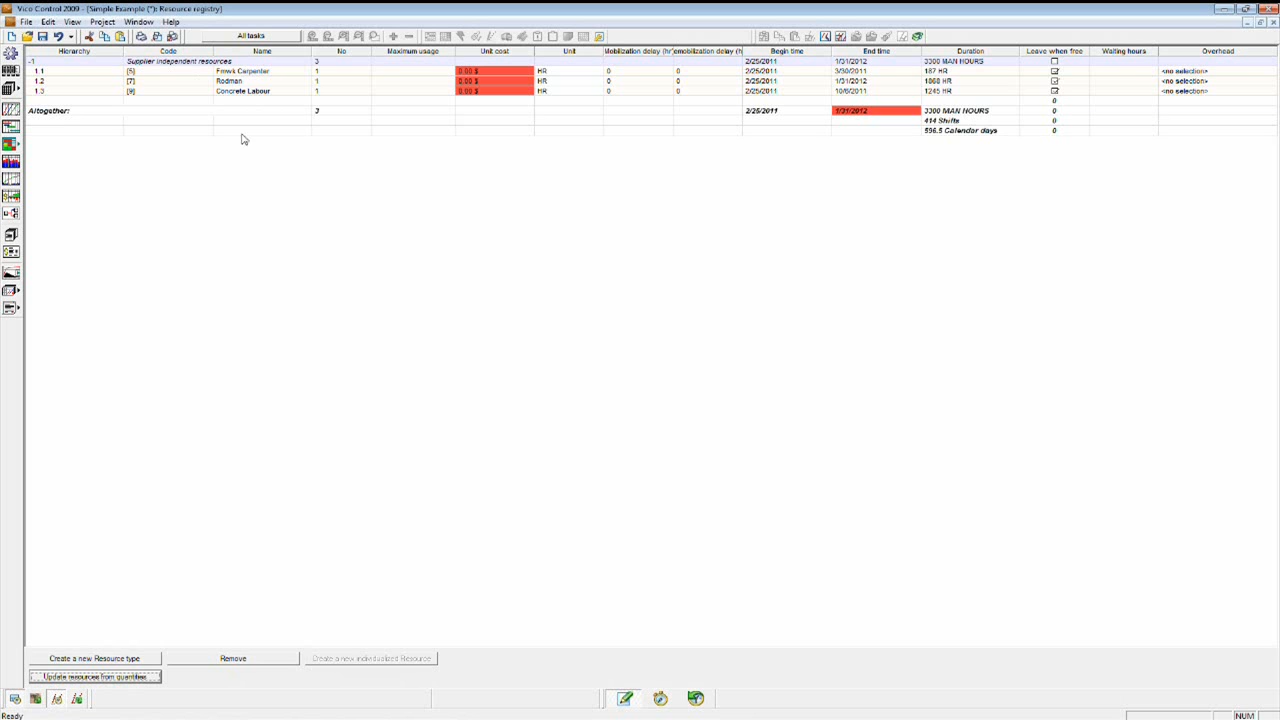 Vico Control 2009 - [Simple Example (*): Resource registry]
File Edit View Project Window Help
All tasks
Hierarchy Code Name No Maximum usage Unit cost Unit Mobilization delay (hr) emobilization delay (h Begin time End time Duration Leave when free Waiting hours Overhead
-1 Supplier independent resources 3 2/25/2011 1/31/2012 3300 MAN HOURS
1.1 [5] Fmwk Carpenter 1 0.00 $ HR 0 0 2/25/2011 3/30/2011 187 HR <no selection>
1.2 [7] Rodman 1 0.00 $ HR 0 0 2/25/2011 1/31/2012 1868 HR <no selection>
1.3 [9] Concrete Labour 1 0.00 $ HR 0 0 2/25/2011 10/6/2011 1245 HR <no selection>
0
Altogether: 3 2/25/2011 1/31/2012 3300 MAN HOURS 0
414 Shifts 0
596.5 Calendar days 0
Create a new Resource type Remove Create a new individualized Resource
Update resources from quantities
Ready NUM